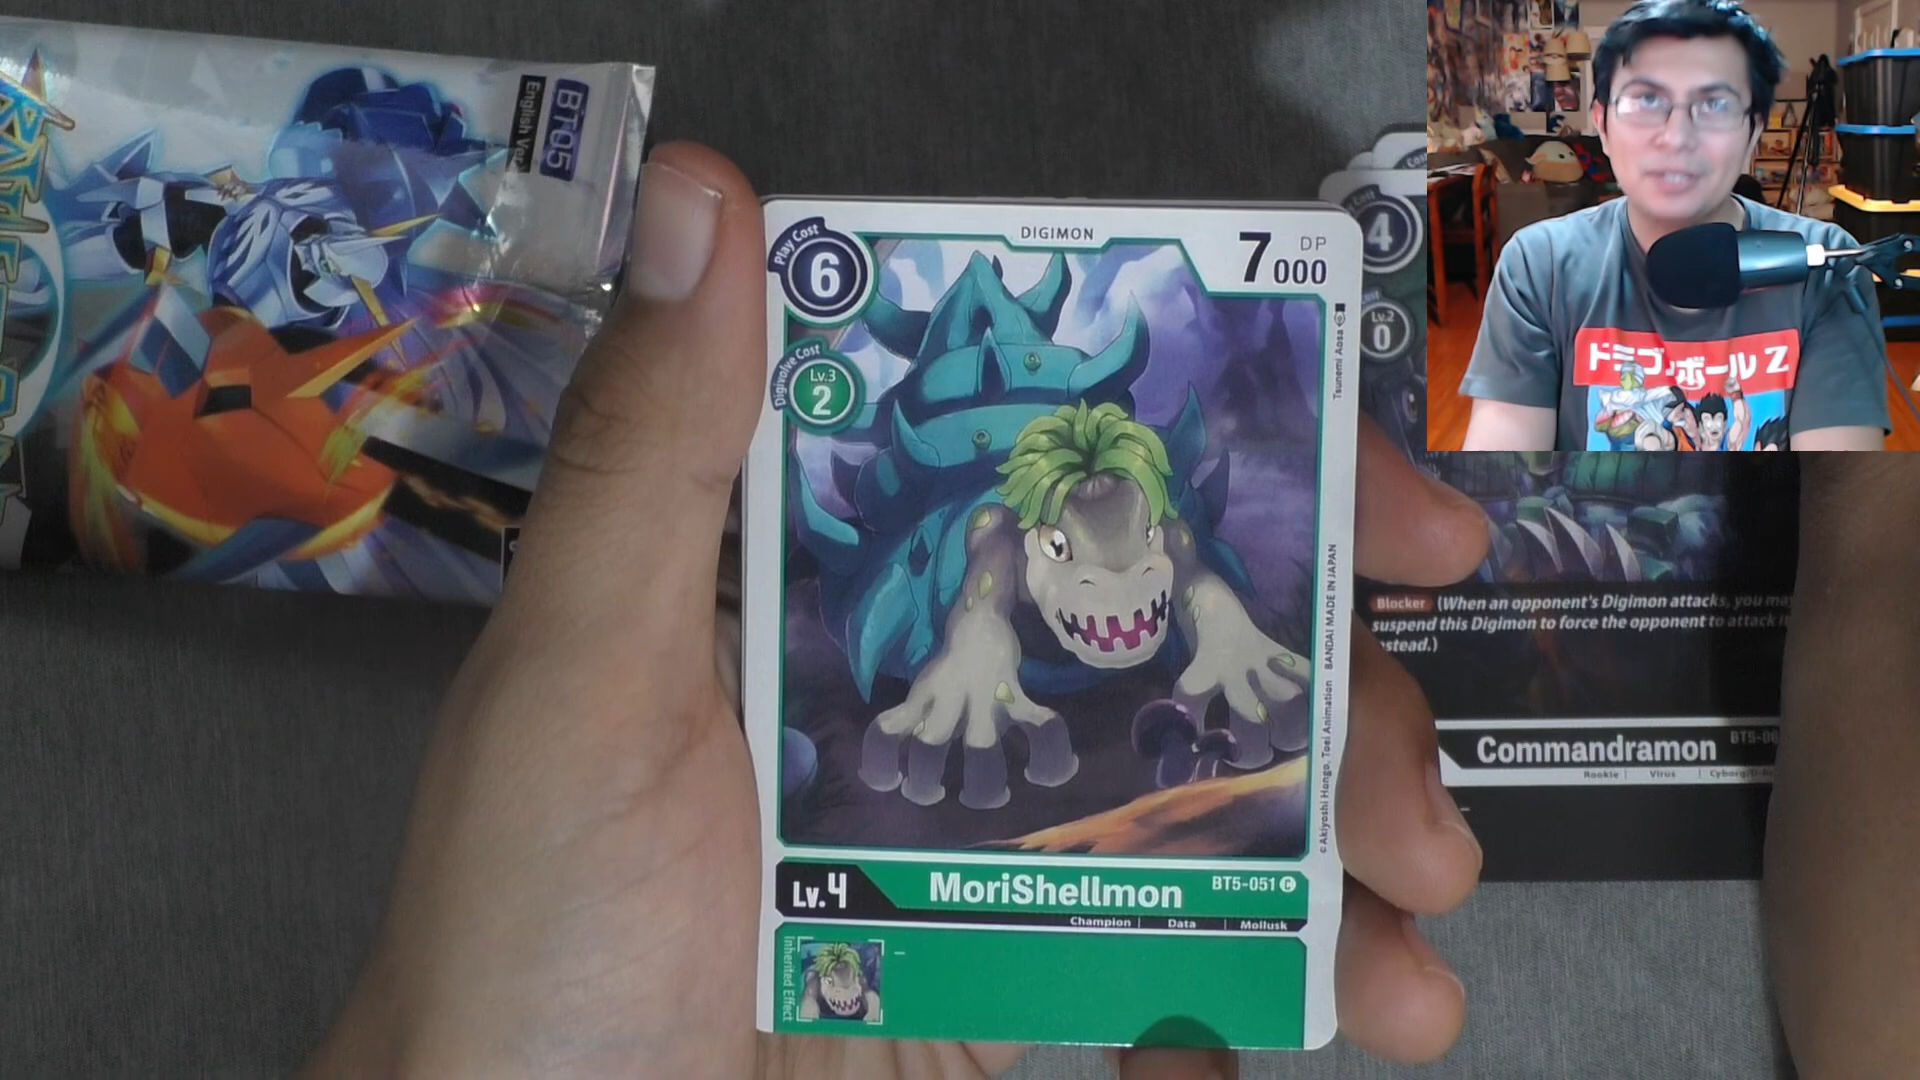 BT05
English Ver.
Play Cost
6
DIGIMON
7000
DP
Digivolve Cost
Lv.3
2
Tsunemi Aosa
©Akiyoshi Hongo, Toei Animation BANDAI MADE IN JAPAN
Lv.4
MoriShellmon
BT5-051 C
Champion | Data | Mollusk
Inherited Effect
-
Cost
4
Lv.2
0
Blocker (When an opponent's Digimon attacks, you may
suspend this Digimon to force the opponent to attack it
instead.)
Commandramon
Rookie | Virus
ドラゴンボールZ